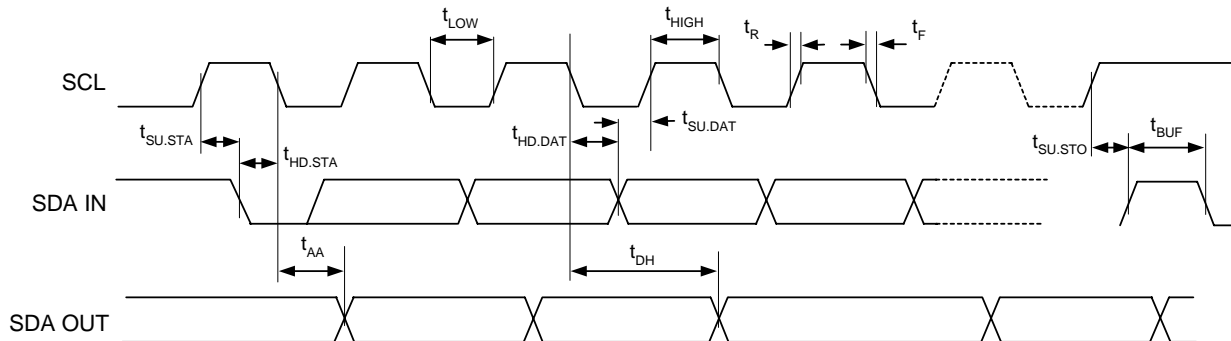 tLOW
tHIGH
tR
tF
SCL
tSU.STA
tHD.STA
tHD.DAT
tSU.DAT
tSU.STO
tBUF
SDA IN
tAA
tDH
SDA OUT